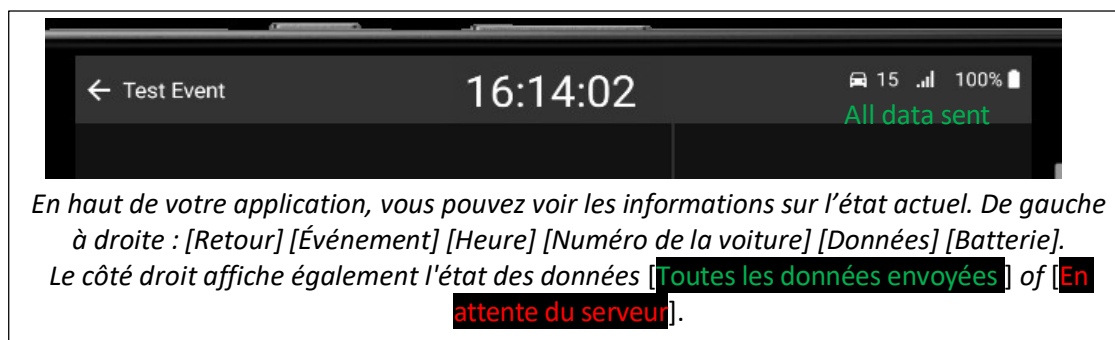 ← Test Event 16:14:02 15 100%
All data sent
En haut de votre application, vous pouvez voir les informations sur l’état actuel. De gauche
à droite : [Retour] [Événement] [Heure] [Numéro de la voiture] [Données] [Batterie].
Le côté droit affiche également l'état des données [Toutes les données envoyées ] of [En
attente du serveur].